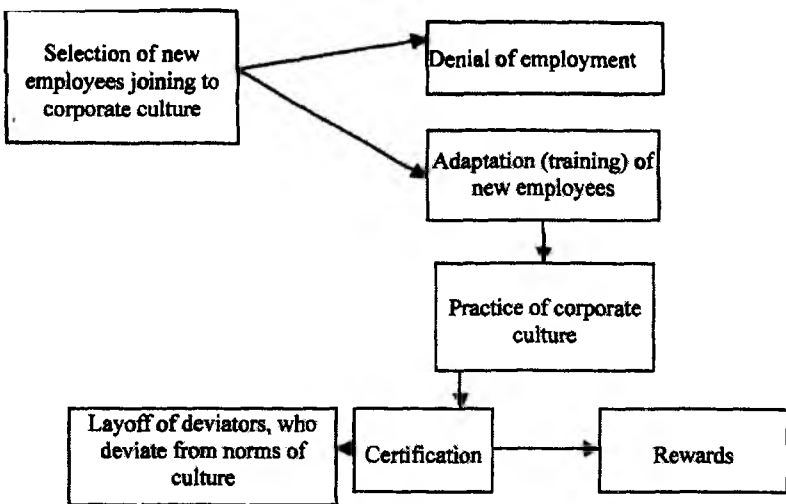 Selection of new
employees joining to
corporate culture
Denial of employment
Adaptation (training) of
new employees
Practice of corporate
culture
Layoff of deviators, who
deviate from norms of
culture
Certification
Rewards